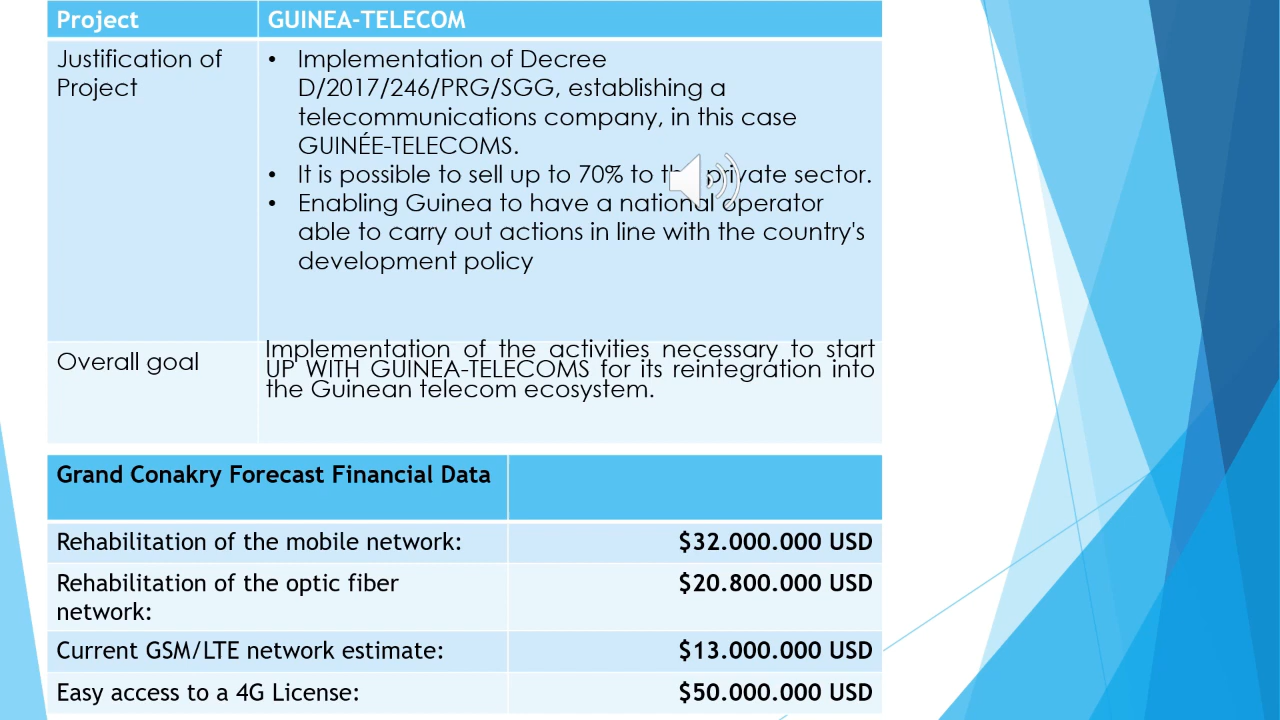 Project
GUINEA-TELECOM
Justification of
Project
• Implementation of Decree
D/2017/246/PRG/SGG, establishing a
telecommunications company, in this case
GUINÉE-TELECOMS.
• It is possible to sell up to 70% to the private sector.
• Enabling Guinea to have a national operator
able to carry out actions in line with the country's
development policy
Overall goal
Implementation of the activities necessary to start
UP WITH GUINEA-TELECOMS for its reintegration into
the Guinean telecom ecosystem.
Grand Conakry Forecast Financial Data
Rehabilitation of the mobile network:
$32.000.000 USD
Rehabilitation of the optic fiber
network:
$20.800.000 USD
Current GSM/LTE network estimate:
$13.000.000 USD
Easy access to a 4G License:
$50.000.000 USD